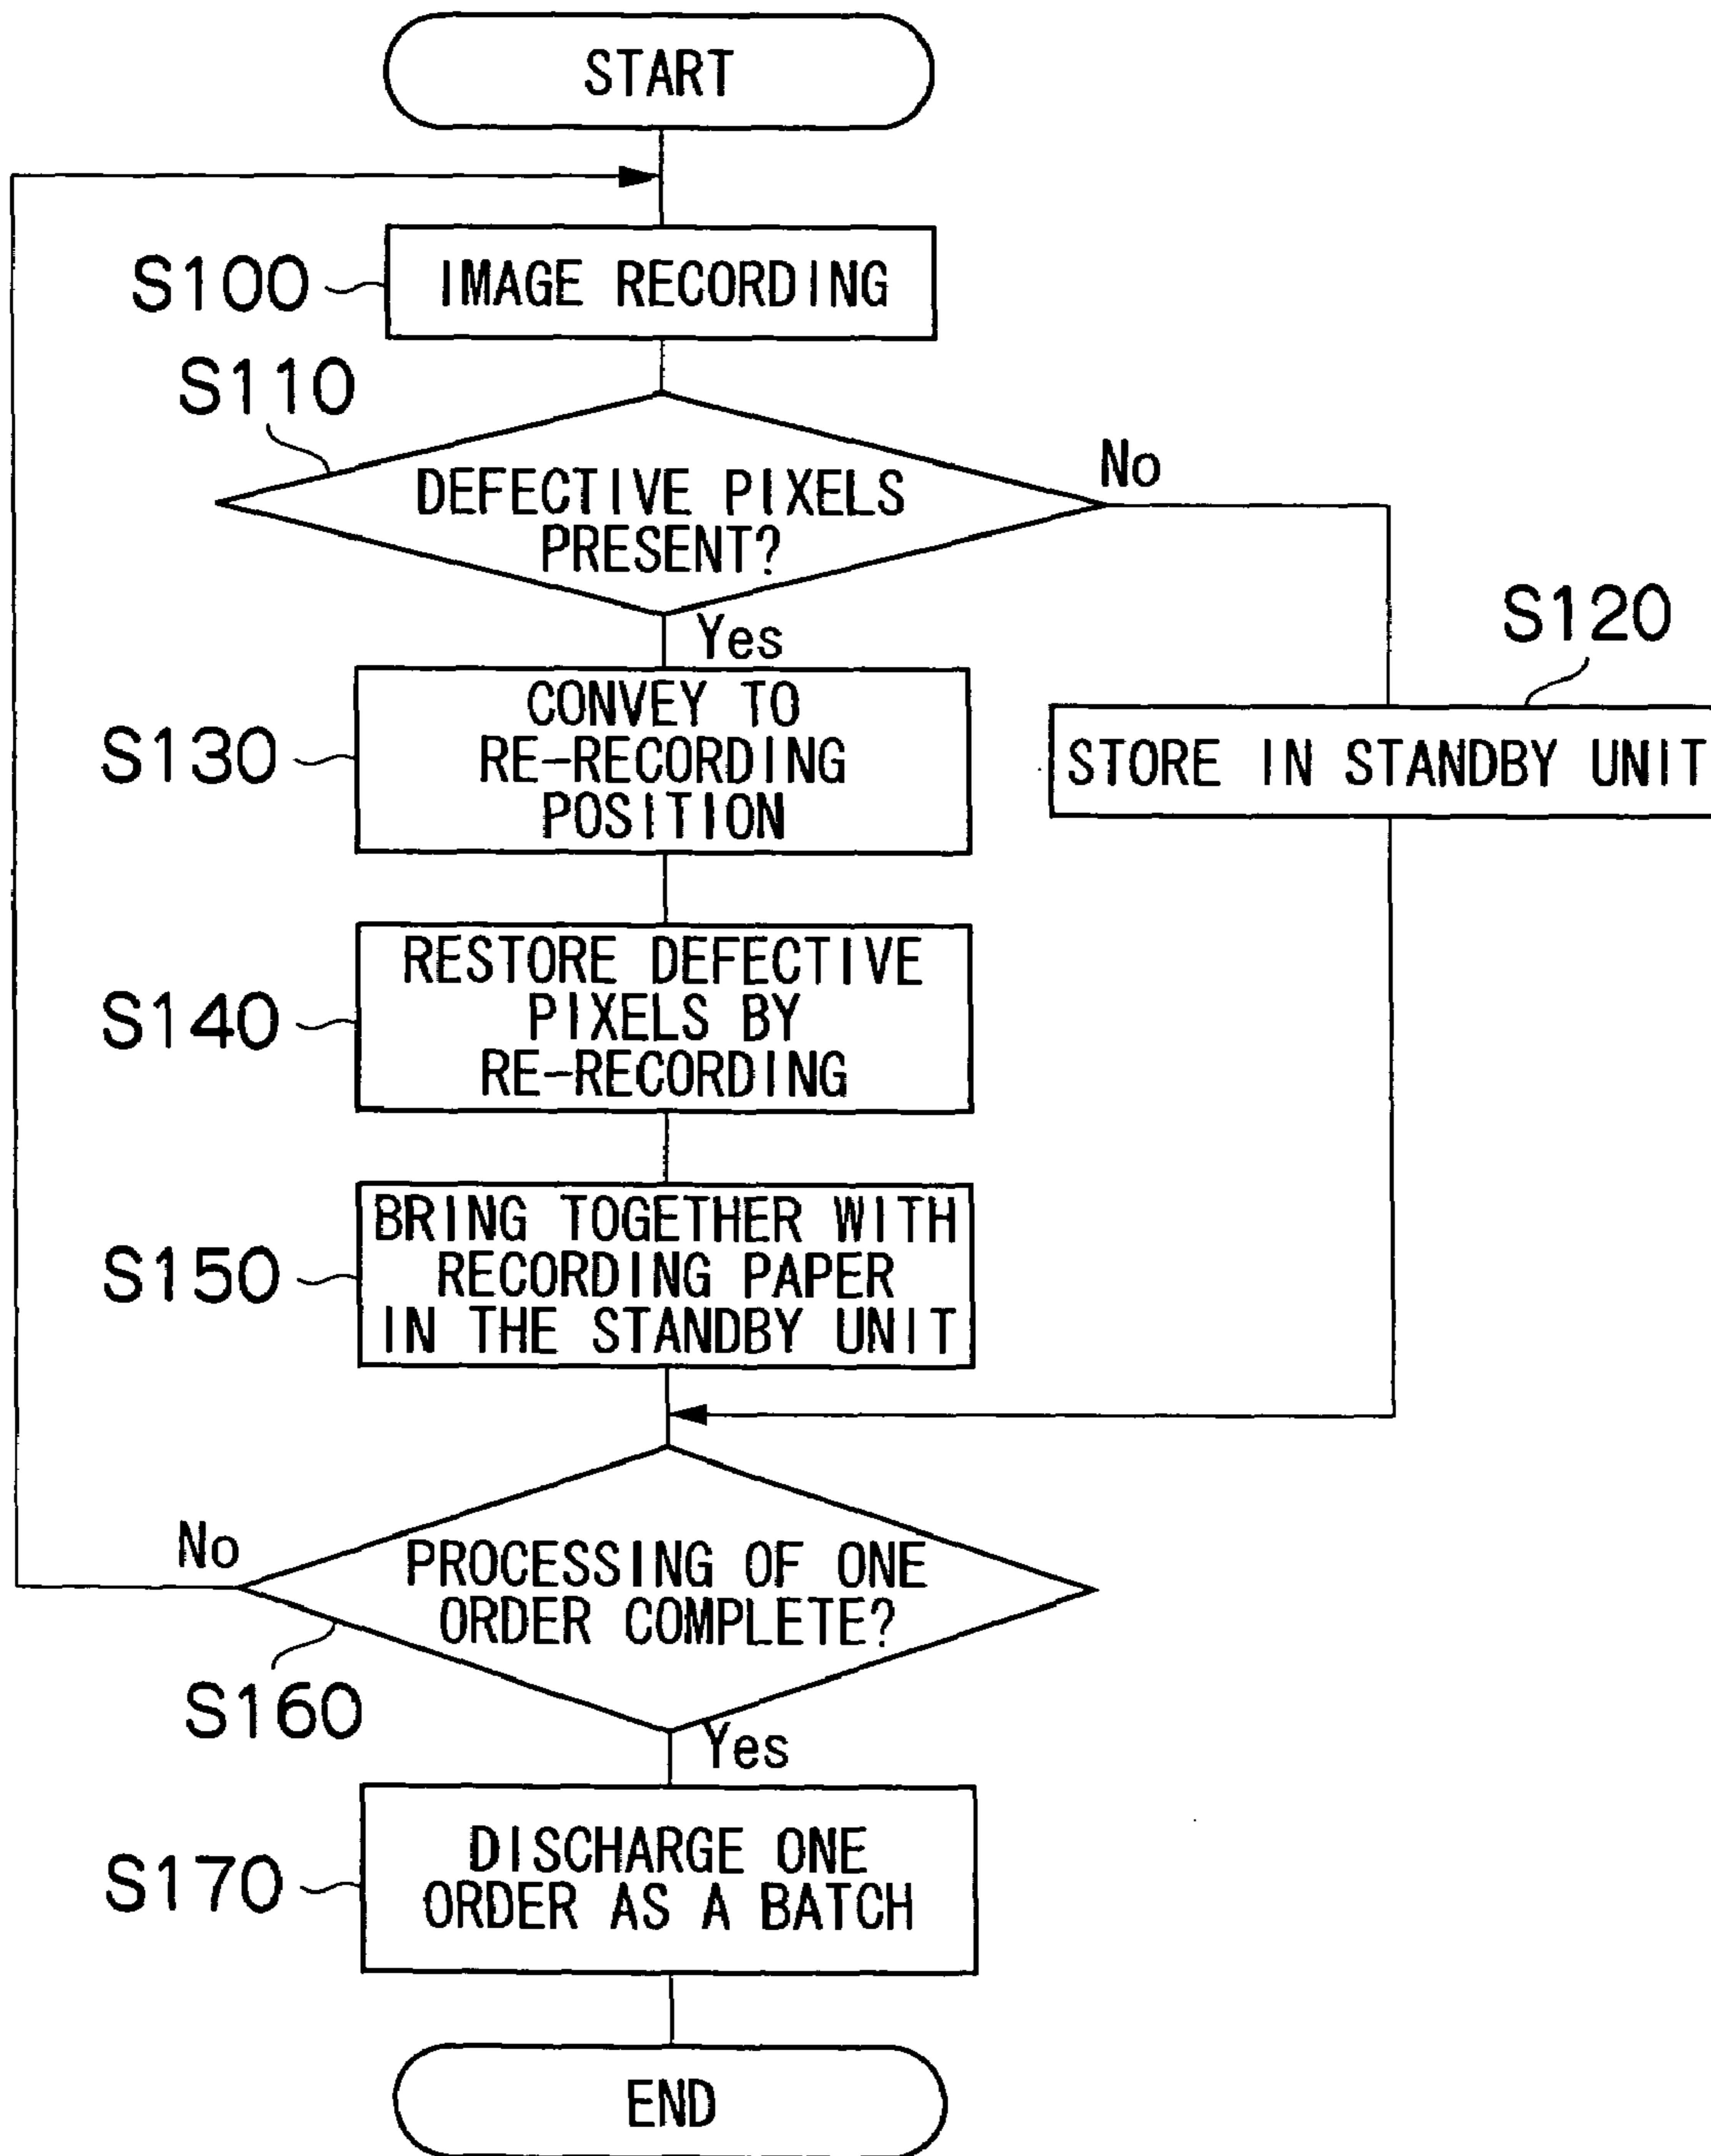 START
S100
IMAGE RECORDING
S110
DEFECTIVE PIXELS
PRESENT?
No
Yes
S120
STORE IN STANDBY UNIT
S130
CONVEY TO
RE-RECORDING
POSITION
S140
RESTORE DEFECTIVE
PIXELS BY
RE-RECORDING
S150
BRING TOGETHER WITH
RECORDING PAPER
IN THE STANDBY UNIT
No
PROCESSING OF ONE
ORDER COMPLETE?
S160
Yes
S170
DISCHARGE ONE
ORDER AS A BATCH
END